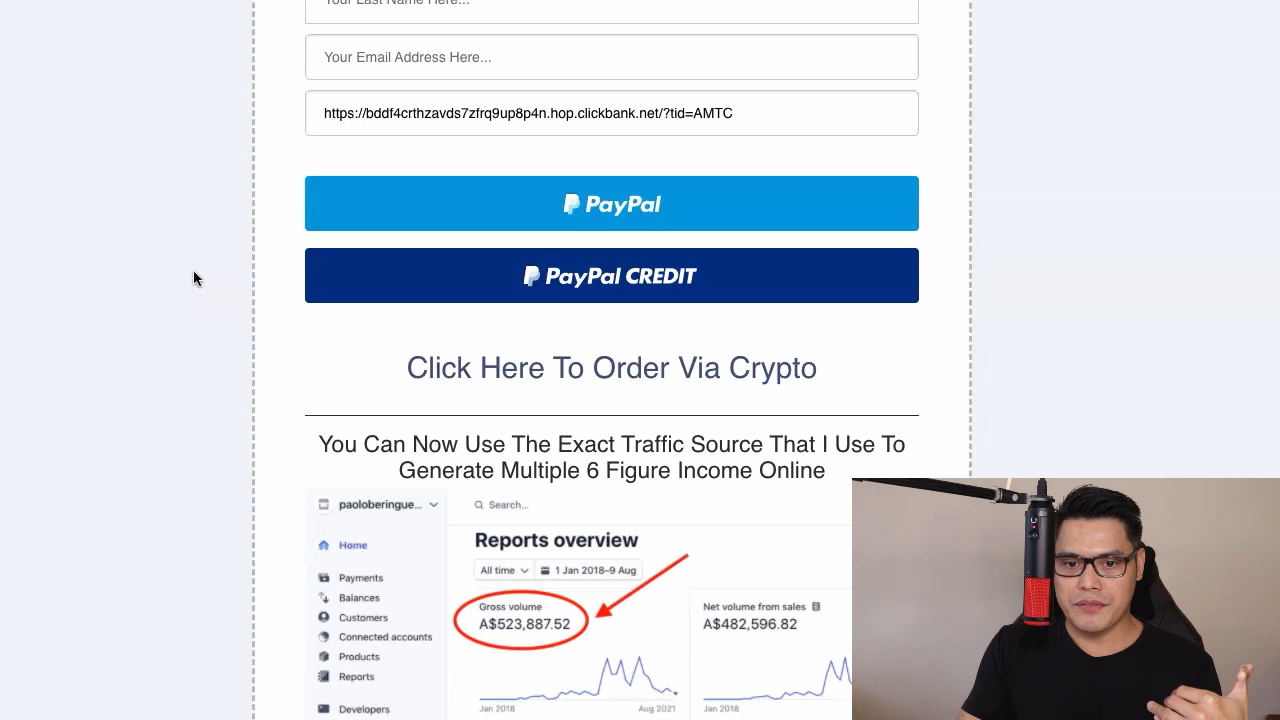 Your Last Name Here...
Your Email Address Here...
https://bddf4crthzavds7zfrq9up8p4n.hop.clickbank.net/?tid=AMTC
PayPal
PayPal CREDIT
Click Here To Order Via Crypto
You Can Now Use The Exact Traffic Source That I Use To
Generate Multiple 6 Figure Income Online
paoloberingue...
Search...
Home
Payments
Balances
Customers
Connected accounts
Products
Reports
Developers
Reports overview
All time
1 Jan 2018–9 Aug
Gross volume
A$523,887.52
Jan 2018
Aug 2021
Net volume from sales
A$482,596.82
Jan 2018